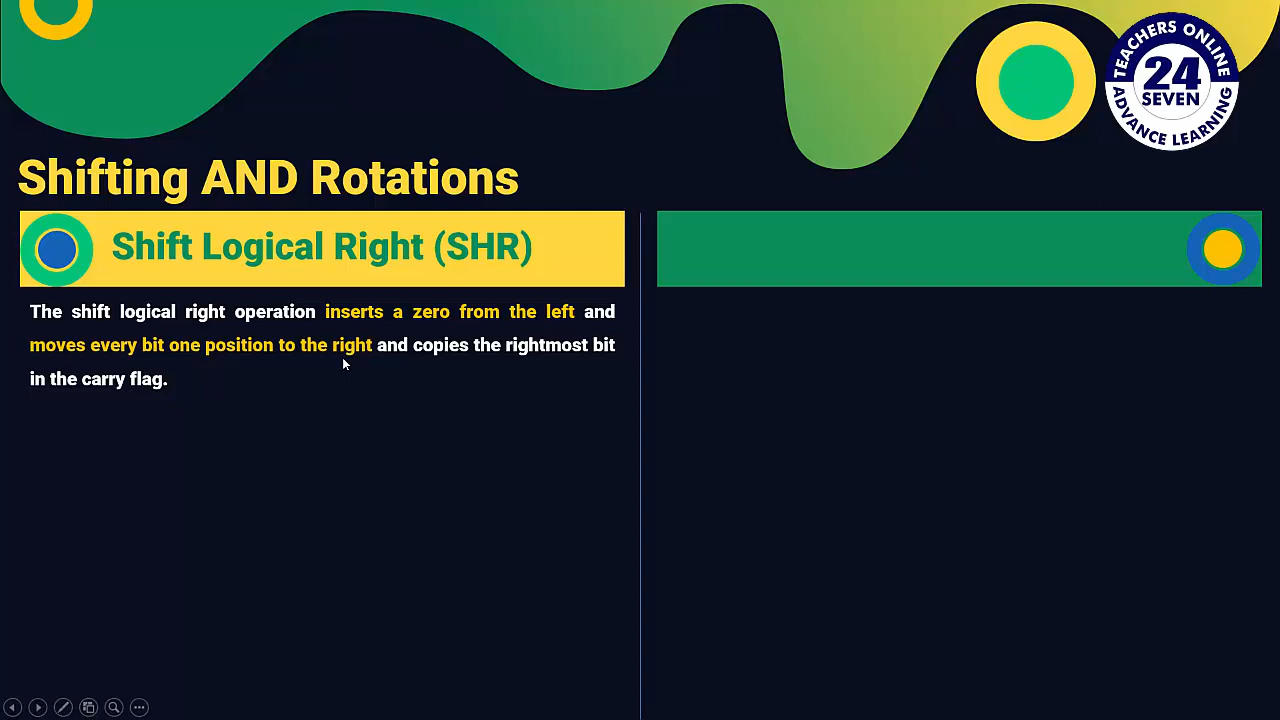 TEACHERS ONLINE
24
SEVEN
ADVANCE LEARNING
Shifting AND Rotations
Shift Logical Right (SHR)
The shift logical right operation inserts a zero from the left and
moves every bit one position to the right and copies the rightmost bit
in the carry flag.